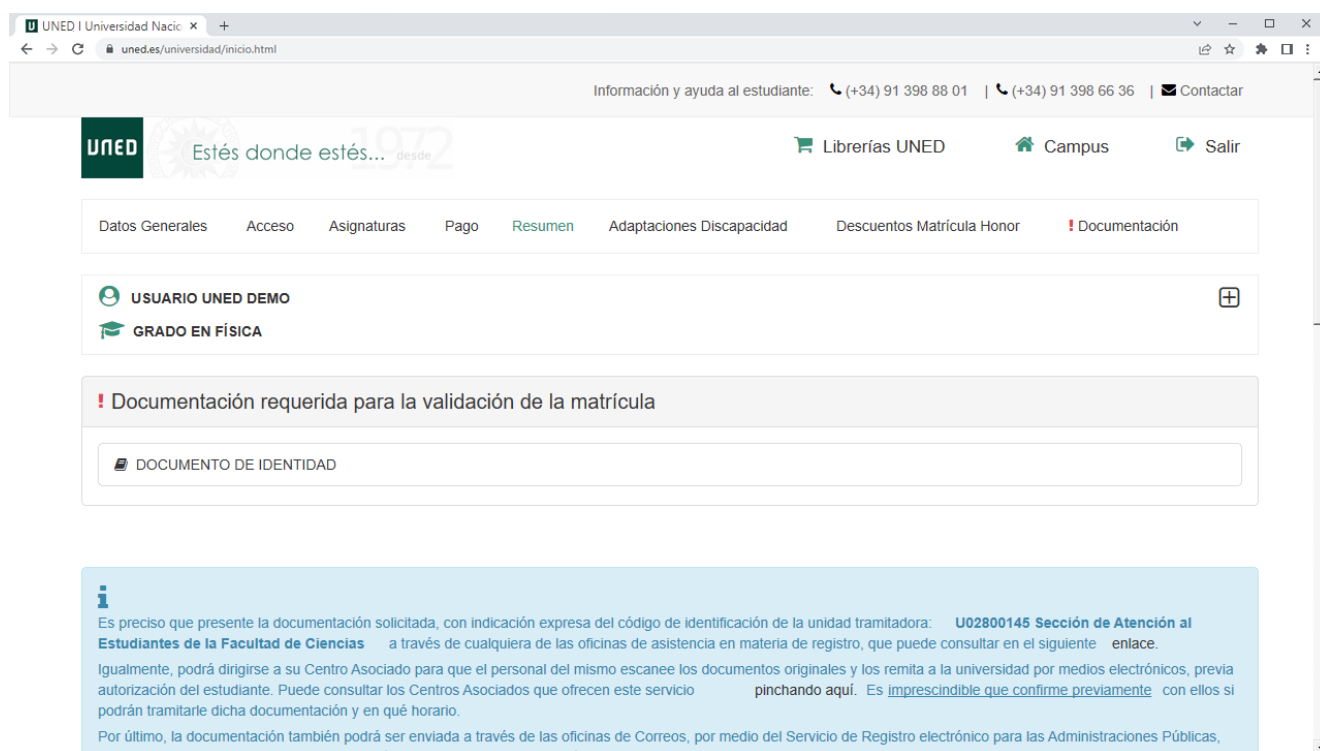 UNED I Universidad Nacic
uned.es/universidad/inicio.html
Información y ayuda al estudiante: (+34) 91 398 88 01 | (+34) 91 398 66 36 | Contactar
UNED Estés donde estés... desde 1972 Librerías UNED Campus Salir
Datos Generales Acceso Asignaturas Pago Resumen Adaptaciones Discapacidad Descuentos Matrícula Honor ! Documentación
USUARIO UNED DEMO
GRADO EN FÍSICA
! Documentación requerida para la validación de la matrícula
DOCUMENTO DE IDENTIDAD
Es preciso que presente la documentación solicitada, con indicación expresa del código de identificación de la unidad tramitadora: U02800145 Sección de Atención al
Estudiantes de la Facultad de Ciencias a través de cualquiera de las oficinas de asistencia en materia de registro, que puede consultar en el siguiente enlace.
Igualmente, podrá dirigirse a su Centro Asociado para que el personal del mismo escanee los documentos originales y los remita a la universidad por medios electrónicos, previa
autorización del estudiante. Puede consultar los Centros Asociados que ofrecen este servicio pinchando aquí. Es imprescindible que confirme previamente con ellos si
podrán tramitarle dicha documentación y en qué horario.
Por último, la documentación también podrá ser enviada a través de las oficinas de Correos, por medio del Servicio de Registro electrónico para las Administraciones Públicas,